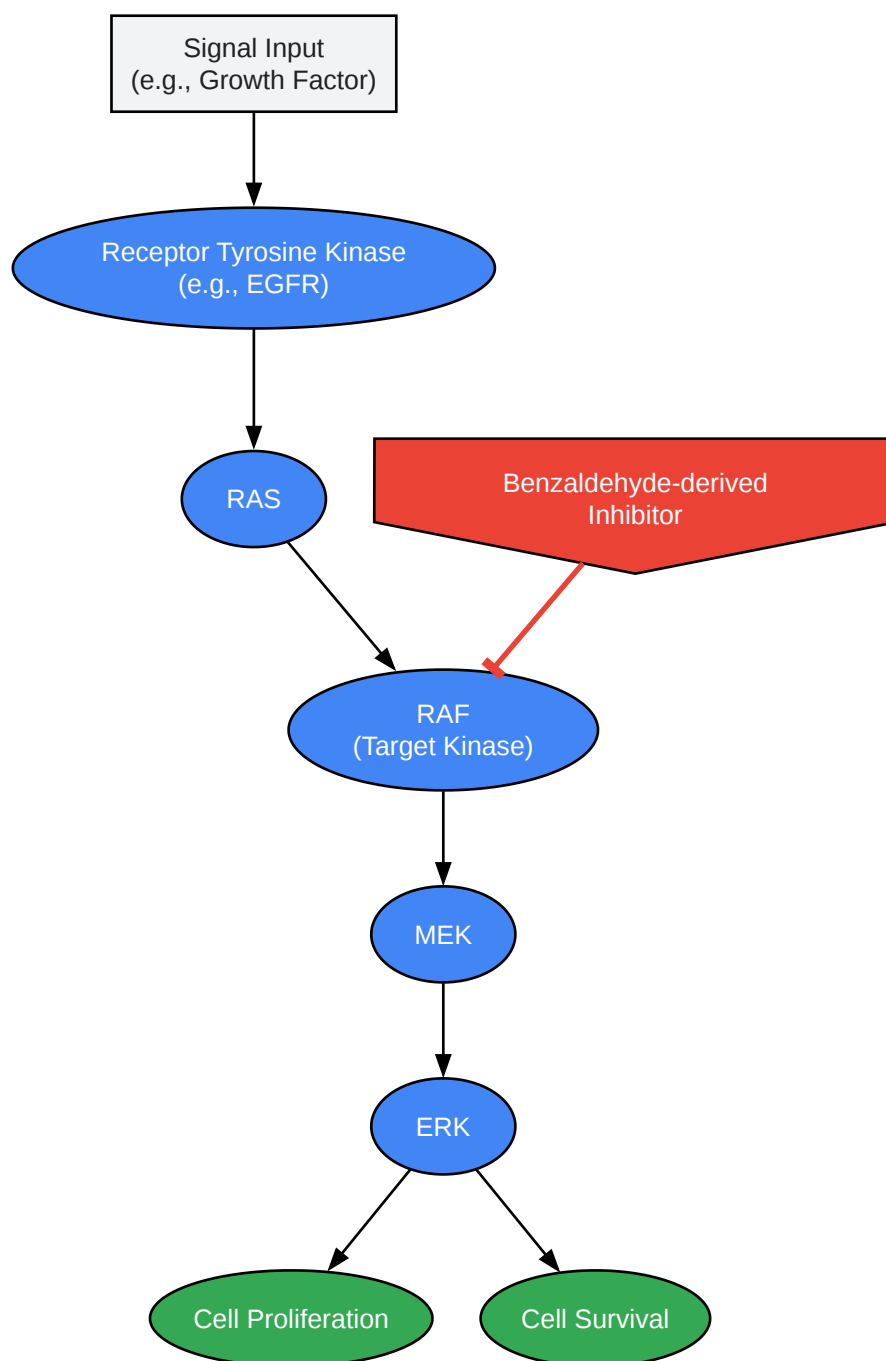 Signal Input
(e.g., Growth Factor)
Receptor Tyrosine Kinase
(e.g., EGFR)
RAS
Benzaldehyde-derived
Inhibitor
RAF
(Target Kinase)
MEK
ERK
Cell Proliferation
Cell Survival